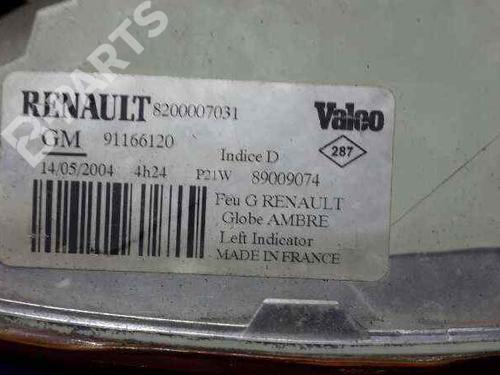 B PARTS
RENAULT 8200007031 Valeo
GM 91166120
Indice D 287
14/05/2004 4h24 P21W 89009074
Feu G RENAULT
Globe AMBRE
Left Indicator
MADE IN FRANCE